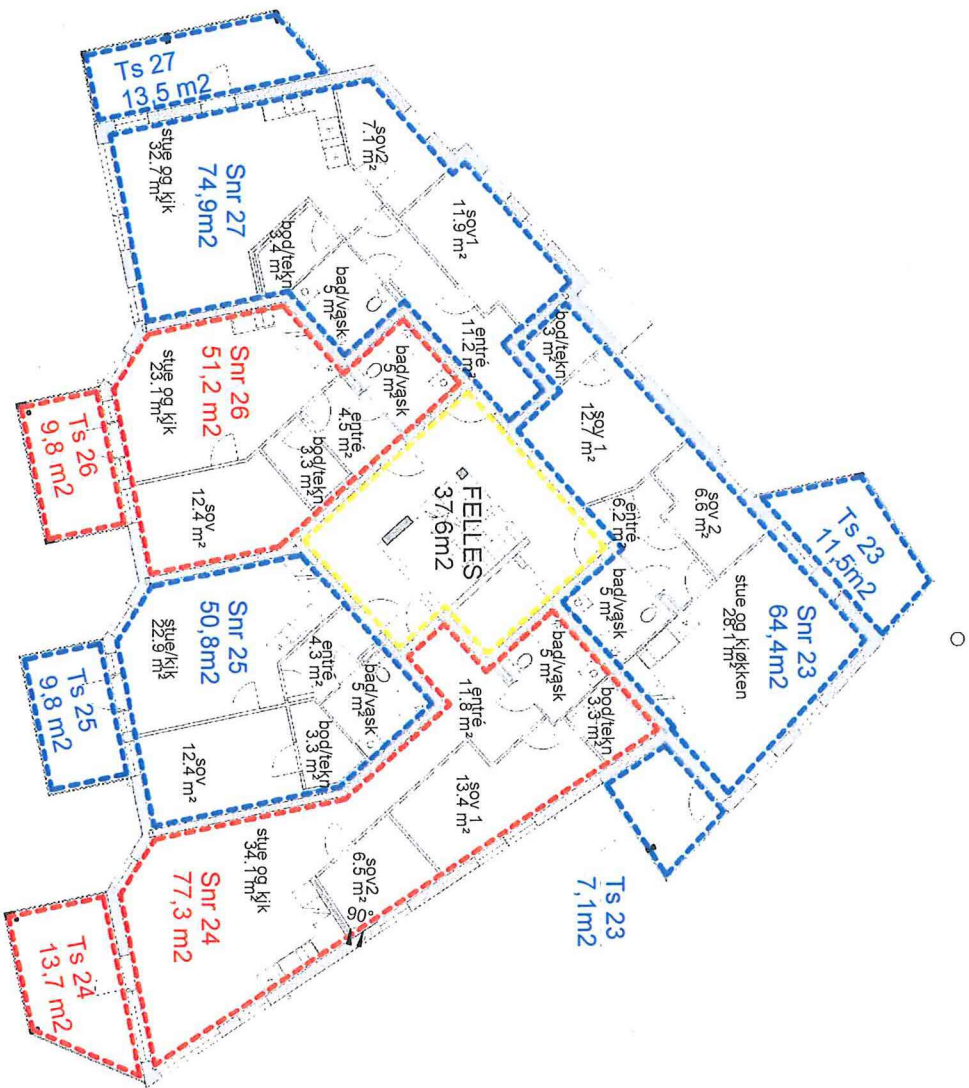 Ts 27
13,5 m2
Snr 27
74,9m2
stue og kjk
32.7m²
sov2
7.1 m²
sov1
11.9 m²
bod/tekn
3.4 m²
bad/vask
5 m²
entré
11.2 m²
Snr 26
51,2 m2
stue og kjk
23.1m²
bad/vask
5 m²
entré
4.5 m²
bod/tekn
3.3 m²
sov
12.4 m²
Ts 26
9,8 m2
FELLES
37,6m2
bod/tekn
3 m²
sov 1
12.7 m²
sov 2
6.6 m²
entré
6.2 m²
bad/vask
5 m²
stue og kjøkken
28.1 m²
Snr 23
64,4m2
Ts 23
11,5m2
Ts 23
7,1m2
Snr 25
50,8m2
stue/kjk
22.9 m²
entré
4.3 m²
bad/vask
5 m²
bod/tekn
3.3 m²
sov
12.4 m²
Ts 25
9,8 m2
bad/vask
5 m²
bod/tekn
3.3 m²
entré
11.8 m²
sov 1
13.4 m²
sov2
6.5 m²
90°
stue og kjk
34.1 m²
Snr 24
77,3 m2
Ts 24
13,7 m2